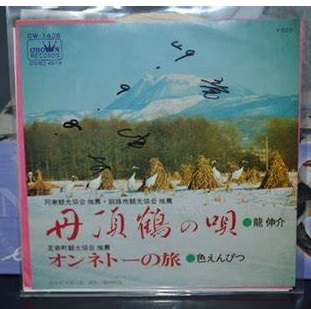 CW-1406
CROWN
RECORDS
阿寒観光協会 推薦・釧路市観光協会 推薦
丹頂鶴の唄
●龍 伸介
足寄町観光協会 推薦
オンネトーの旅
●色えんぴつ